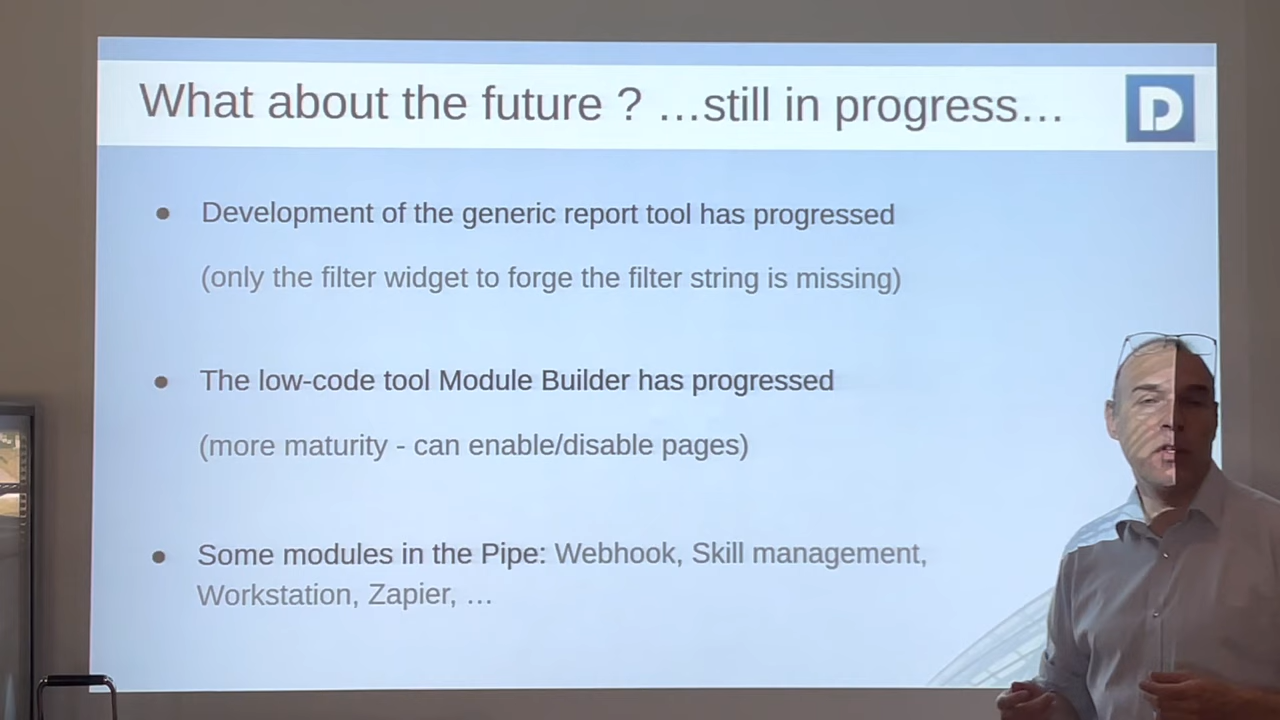 What about the future ? …still in progress…
D
● Development of the generic report tool has progressed
(only the filter widget to forge the filter string is missing)
● The low-code tool Module Builder has progressed
(more maturity - can enable/disable pages)
● Some modules in the Pipe: Webhook, Skill management,
Workstation, Zapier, …